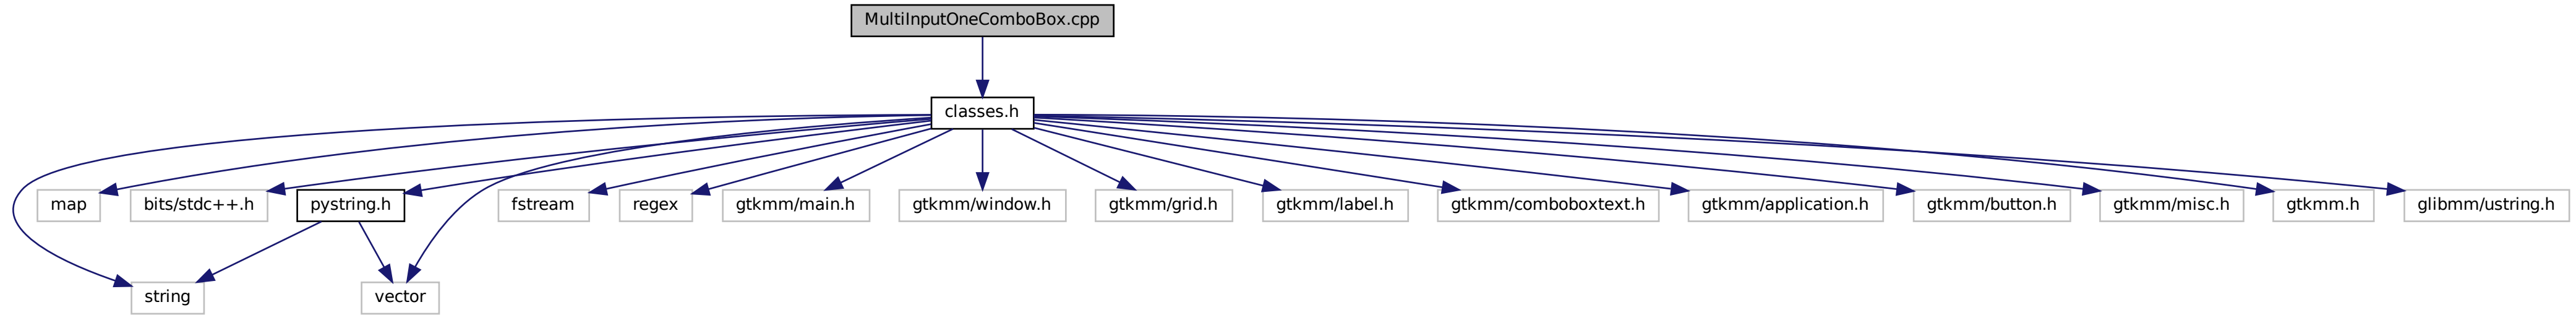 MultiInputOneComboBox.cpp
classes.h
map
bits/stdc++.h
pystring.h
fstream
regex
gtkmm/main.h
gtkmm/window.h
gtkmm/grid.h
gtkmm/label.h
gtkmm/comboboxtext.h
gtkmm/application.h
gtkmm/button.h
gtkmm/misc.h
gtkmm.h
glibmm/ustring.h
string
vector